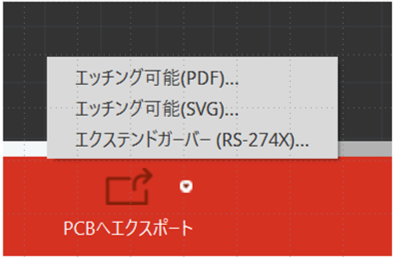 エッチング可能(PDF)...
エッチング可能(SVG)...
エクステンドガーバー (RS-274X)...
PCBへエクスポート